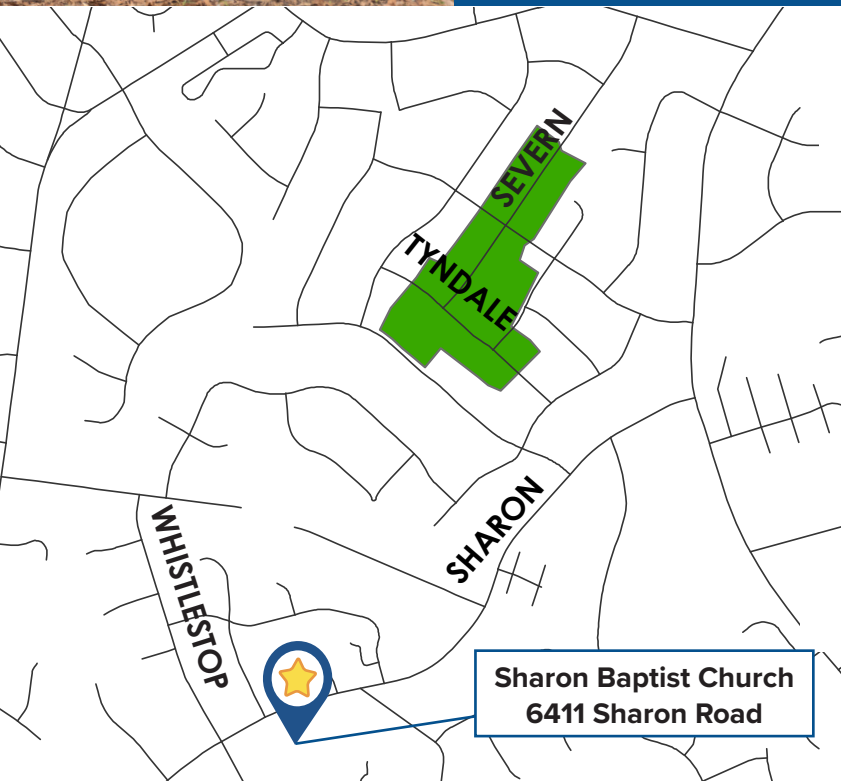 SEVERN
TYNDALE
SHARON
WHISTLESTOP
Sharon Baptist Church
6411 Sharon Road